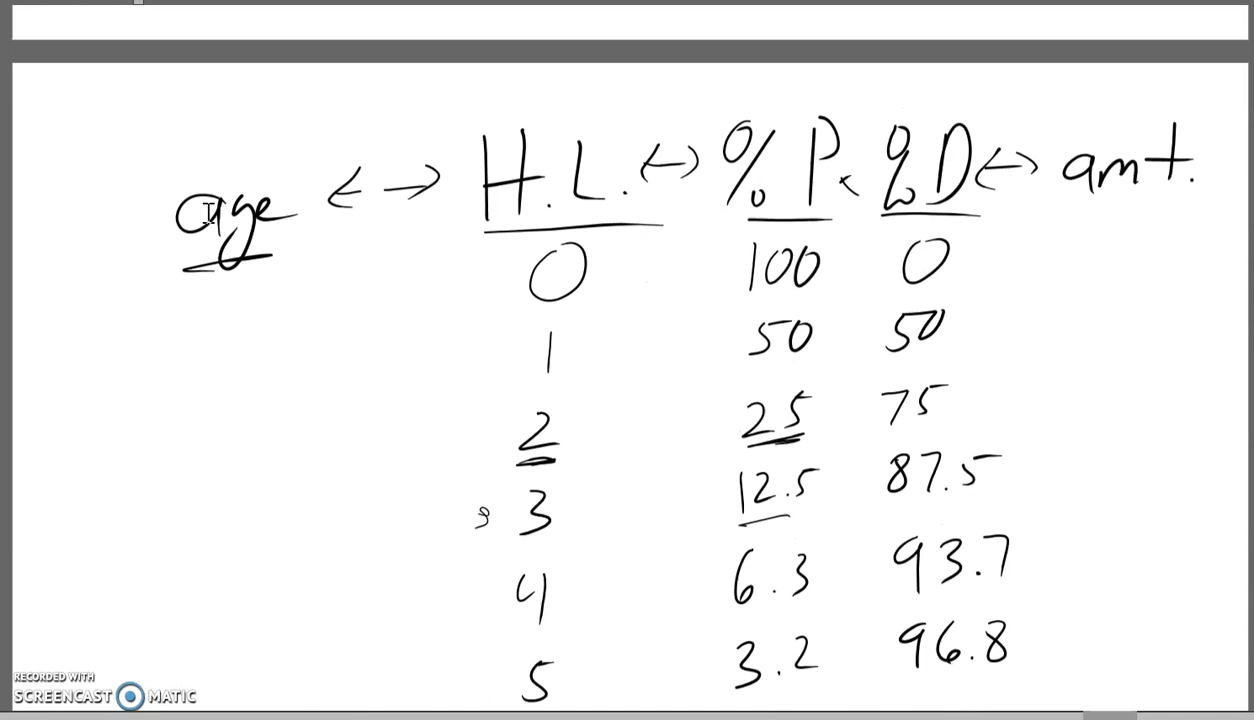 age ↔ H.L. ↔ % P. % D ↔ amt.
0 100 0
1 50 50
2 25 75
3 12.5 87.5
4 6.3 93.7
5 3.2 96.8
RECORDED WITH
SCREENCAST MATIC